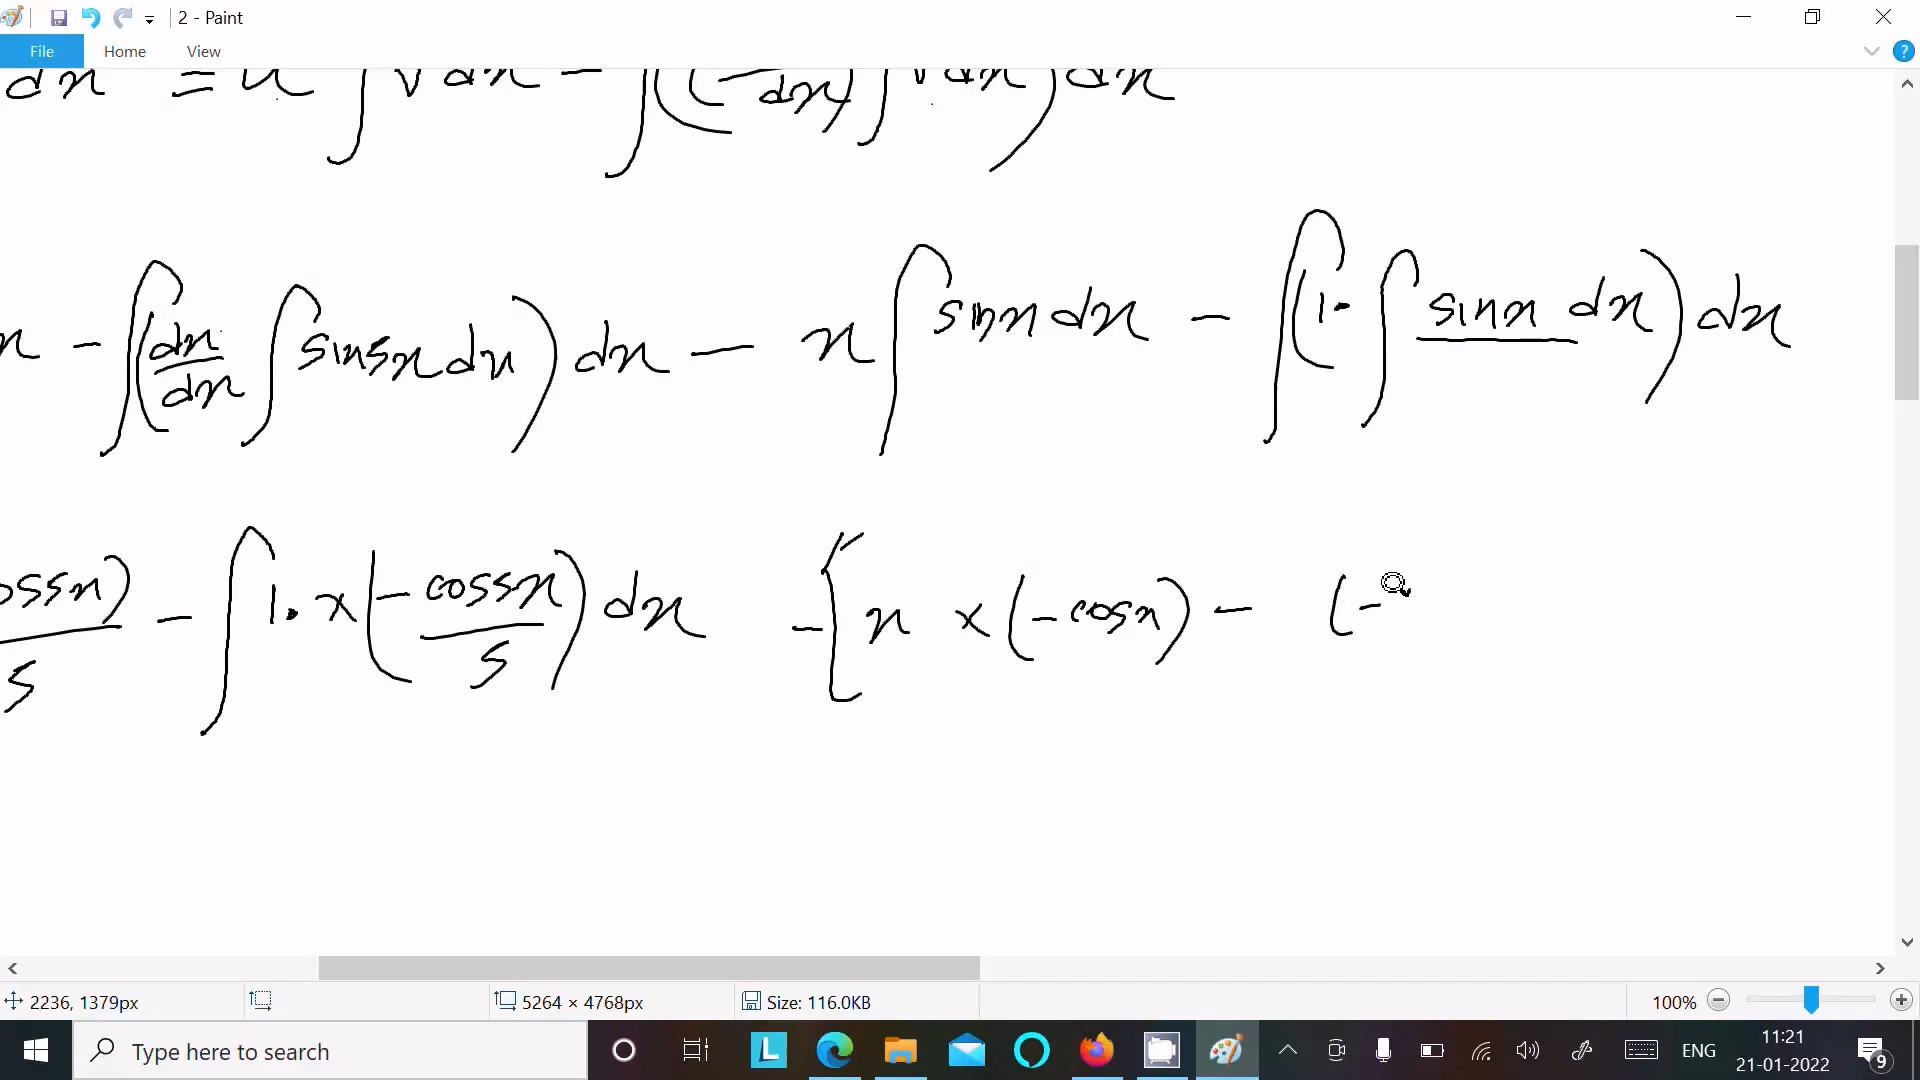 2 - Paint
File Home View
dx = u ∫ v dx - ∫( dx) ∫ v dx) dx
x - ∫(dx/dx ∫ sin5x dx) dx - x ∫ sinx dx - ∫(1. ∫ sinx dx) dx
os5x)/5 - ∫ 1. x (-cos5x/5) dx - [ x x (-cosx) - (-
2236, 1379px 5264 × 4768px Size: 116.0KB 100%
Type here to search ENG 11:21
21-01-2022 9